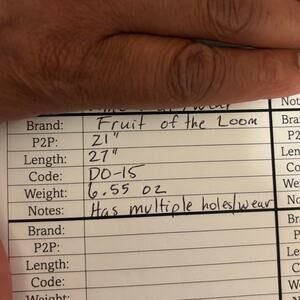 Brand: Fruit of the Loom
P2P: 21"
Length: 27"
Code: DO-15
Weight: 6.55 oz
Notes: Has multiple holes/wear
Brand:
P2P:
Length:
Code:
Weight: